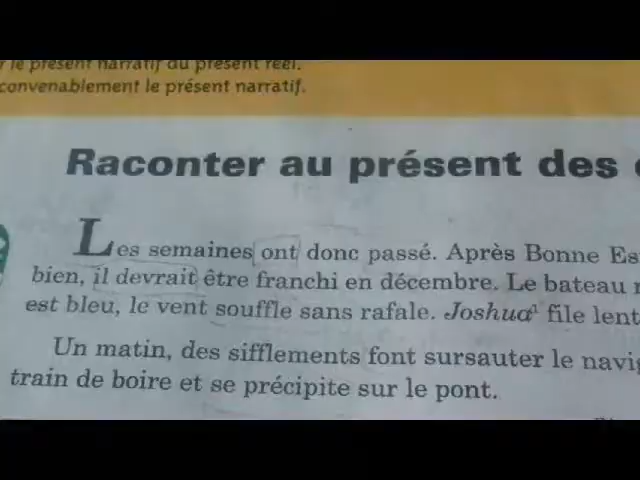 le présent narratif du présent réel.
convenablement le présent narratif.
Raconter au présent des
Les semaines ont donc passé. Après Bonne
bien, il devrait être franchi en décembre. Le bateau
est bleu, le vent souffle sans rafale. Joshua¹ file
Un matin, des sifflements font sursauter le
train de boire et se précipite sur le pont.